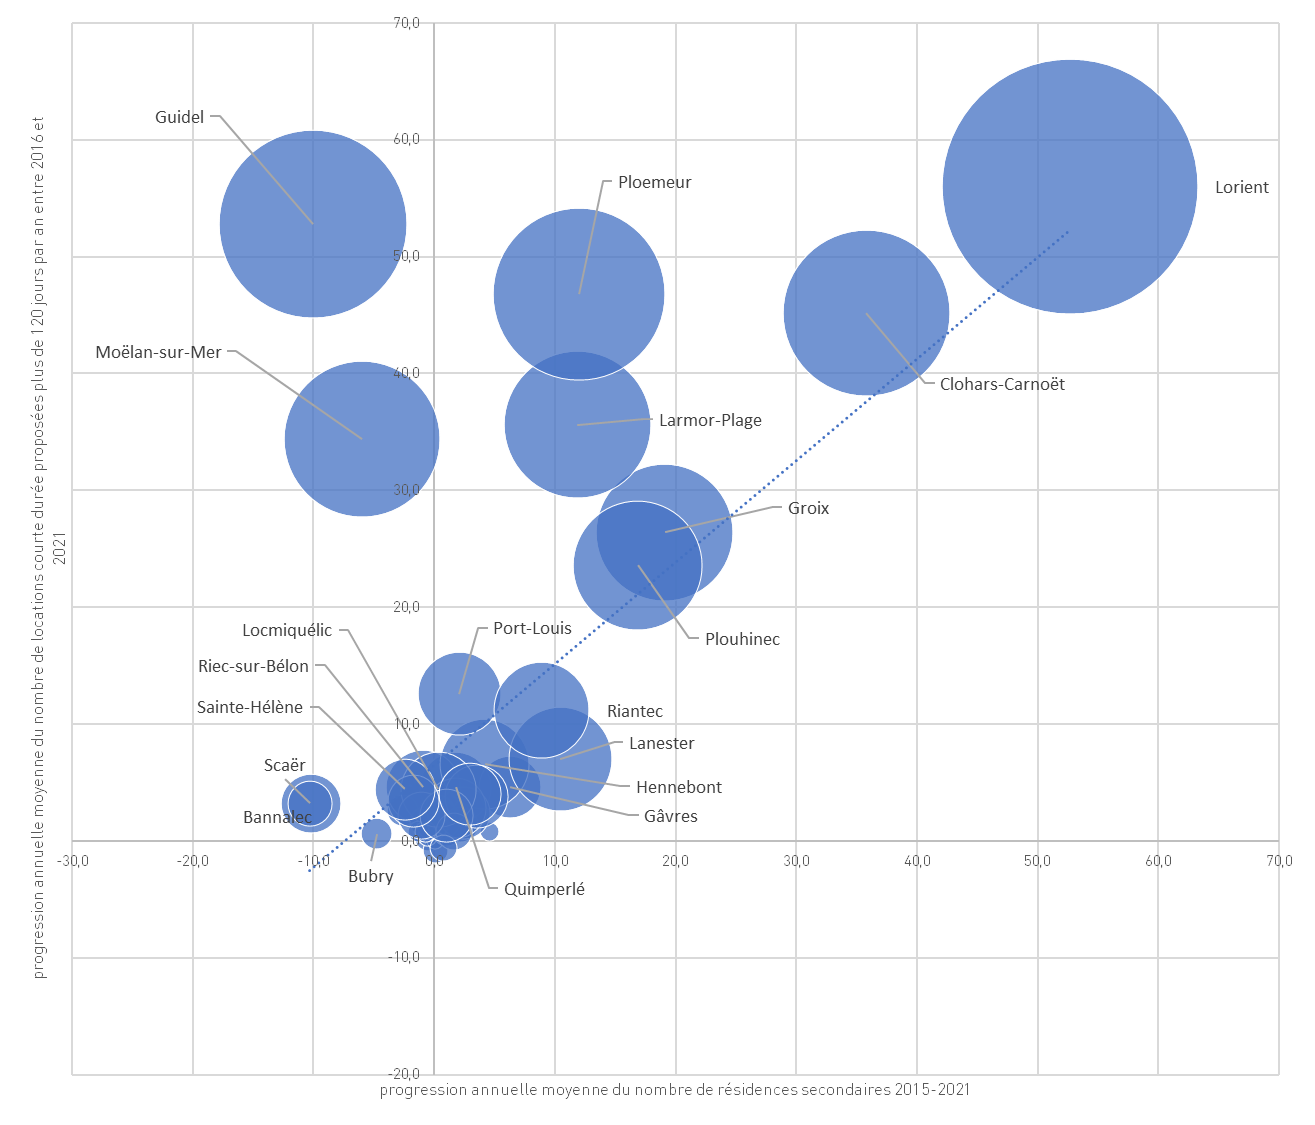 70,0
Guidel
60,0
Ploemeur
Lorient
50,0
Moëlan-sur-Mer
40,0
Clohars-Carnoët
Larmor-Plage
30,0
Groix
20,0
Locmiquélic
Port-Louis
Plouhinec
Riec-sur-Bélon
Sainte-Hélène
Riantec
10,0
Lanester
Scaër
Hennebont
Bannalec
Gâvres
0,0
-30,0 -20,0 -10,0 0,0 10,0 20,0 30,0 40,0 50,0 60,0 70,0
Bubry
Quimperlé
-10,0
-20,0
progression annuelle moyenne du nombre de résidences secondaires 2015-2021
progression annuelle moyenne du nombre de locations courte durée proposées plus de 120 jours par an entre 2016 et
2021